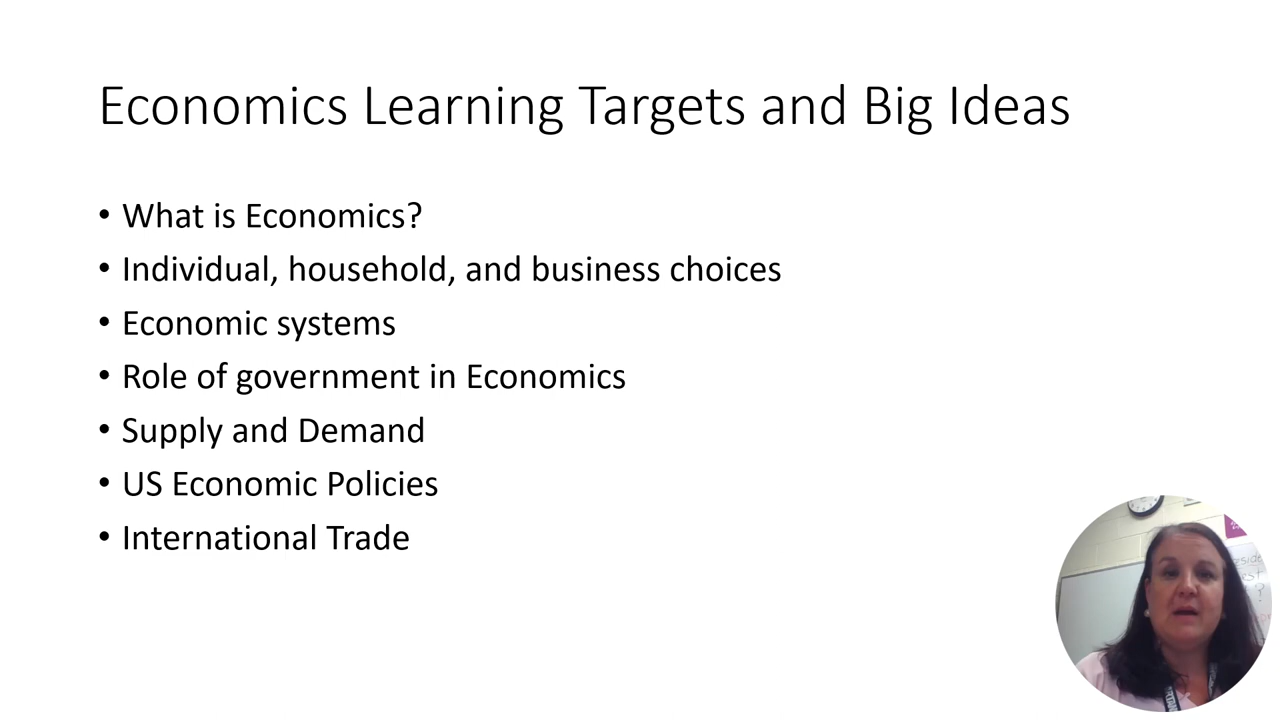 Economics Learning Targets and Big Ideas
• What is Economics?
• Individual, household, and business choices
• Economic systems
• Role of government in Economics
• Supply and Demand
• US Economic Policies
• International Trade